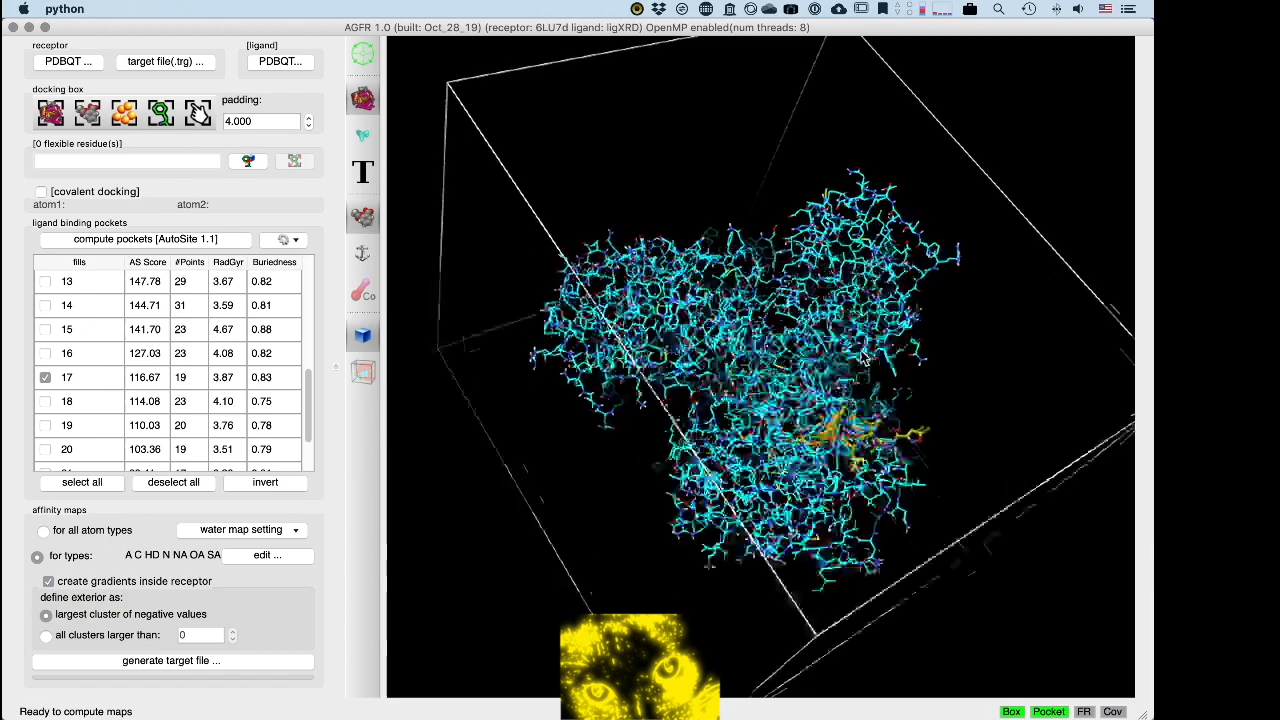 python
AGFR 1.0 (built: Oct_28_19) (receptor: 6LU7d ligand: ligXRD) OpenMP enabled(num threads: 8)
receptor
[ligand]
PDBQT ...
target file(.trg) ...
PDBQT...
docking box
padding:
4.000
[0 flexible residue(s)]
[covalent docking]
atom1:
atom2:
ligand binding pockets
compute pockets [AutoSite 1.1]
fills AS Score #Points RadGyr Buriedness
13 147.78 29 3.67 0.82
14 144.71 31 3.59 0.81
15 141.70 23 4.67 0.88
16 127.03 23 4.08 0.82
17 116.67 19 3.87 0.83
18 114.08 23 4.10 0.75
19 110.03 20 3.76 0.78
20 103.36 19 3.51 0.79
select all
deselect all
invert
affinity maps
for all atom types
water map setting
for types:
A C HD N NA OA SA
edit ...
create gradients inside receptor
define exterior as:
largest cluster of negative values
all clusters larger than:
0
generate target file ...
T
Co
Ready to compute maps
Box
Pocket
FR
Cov